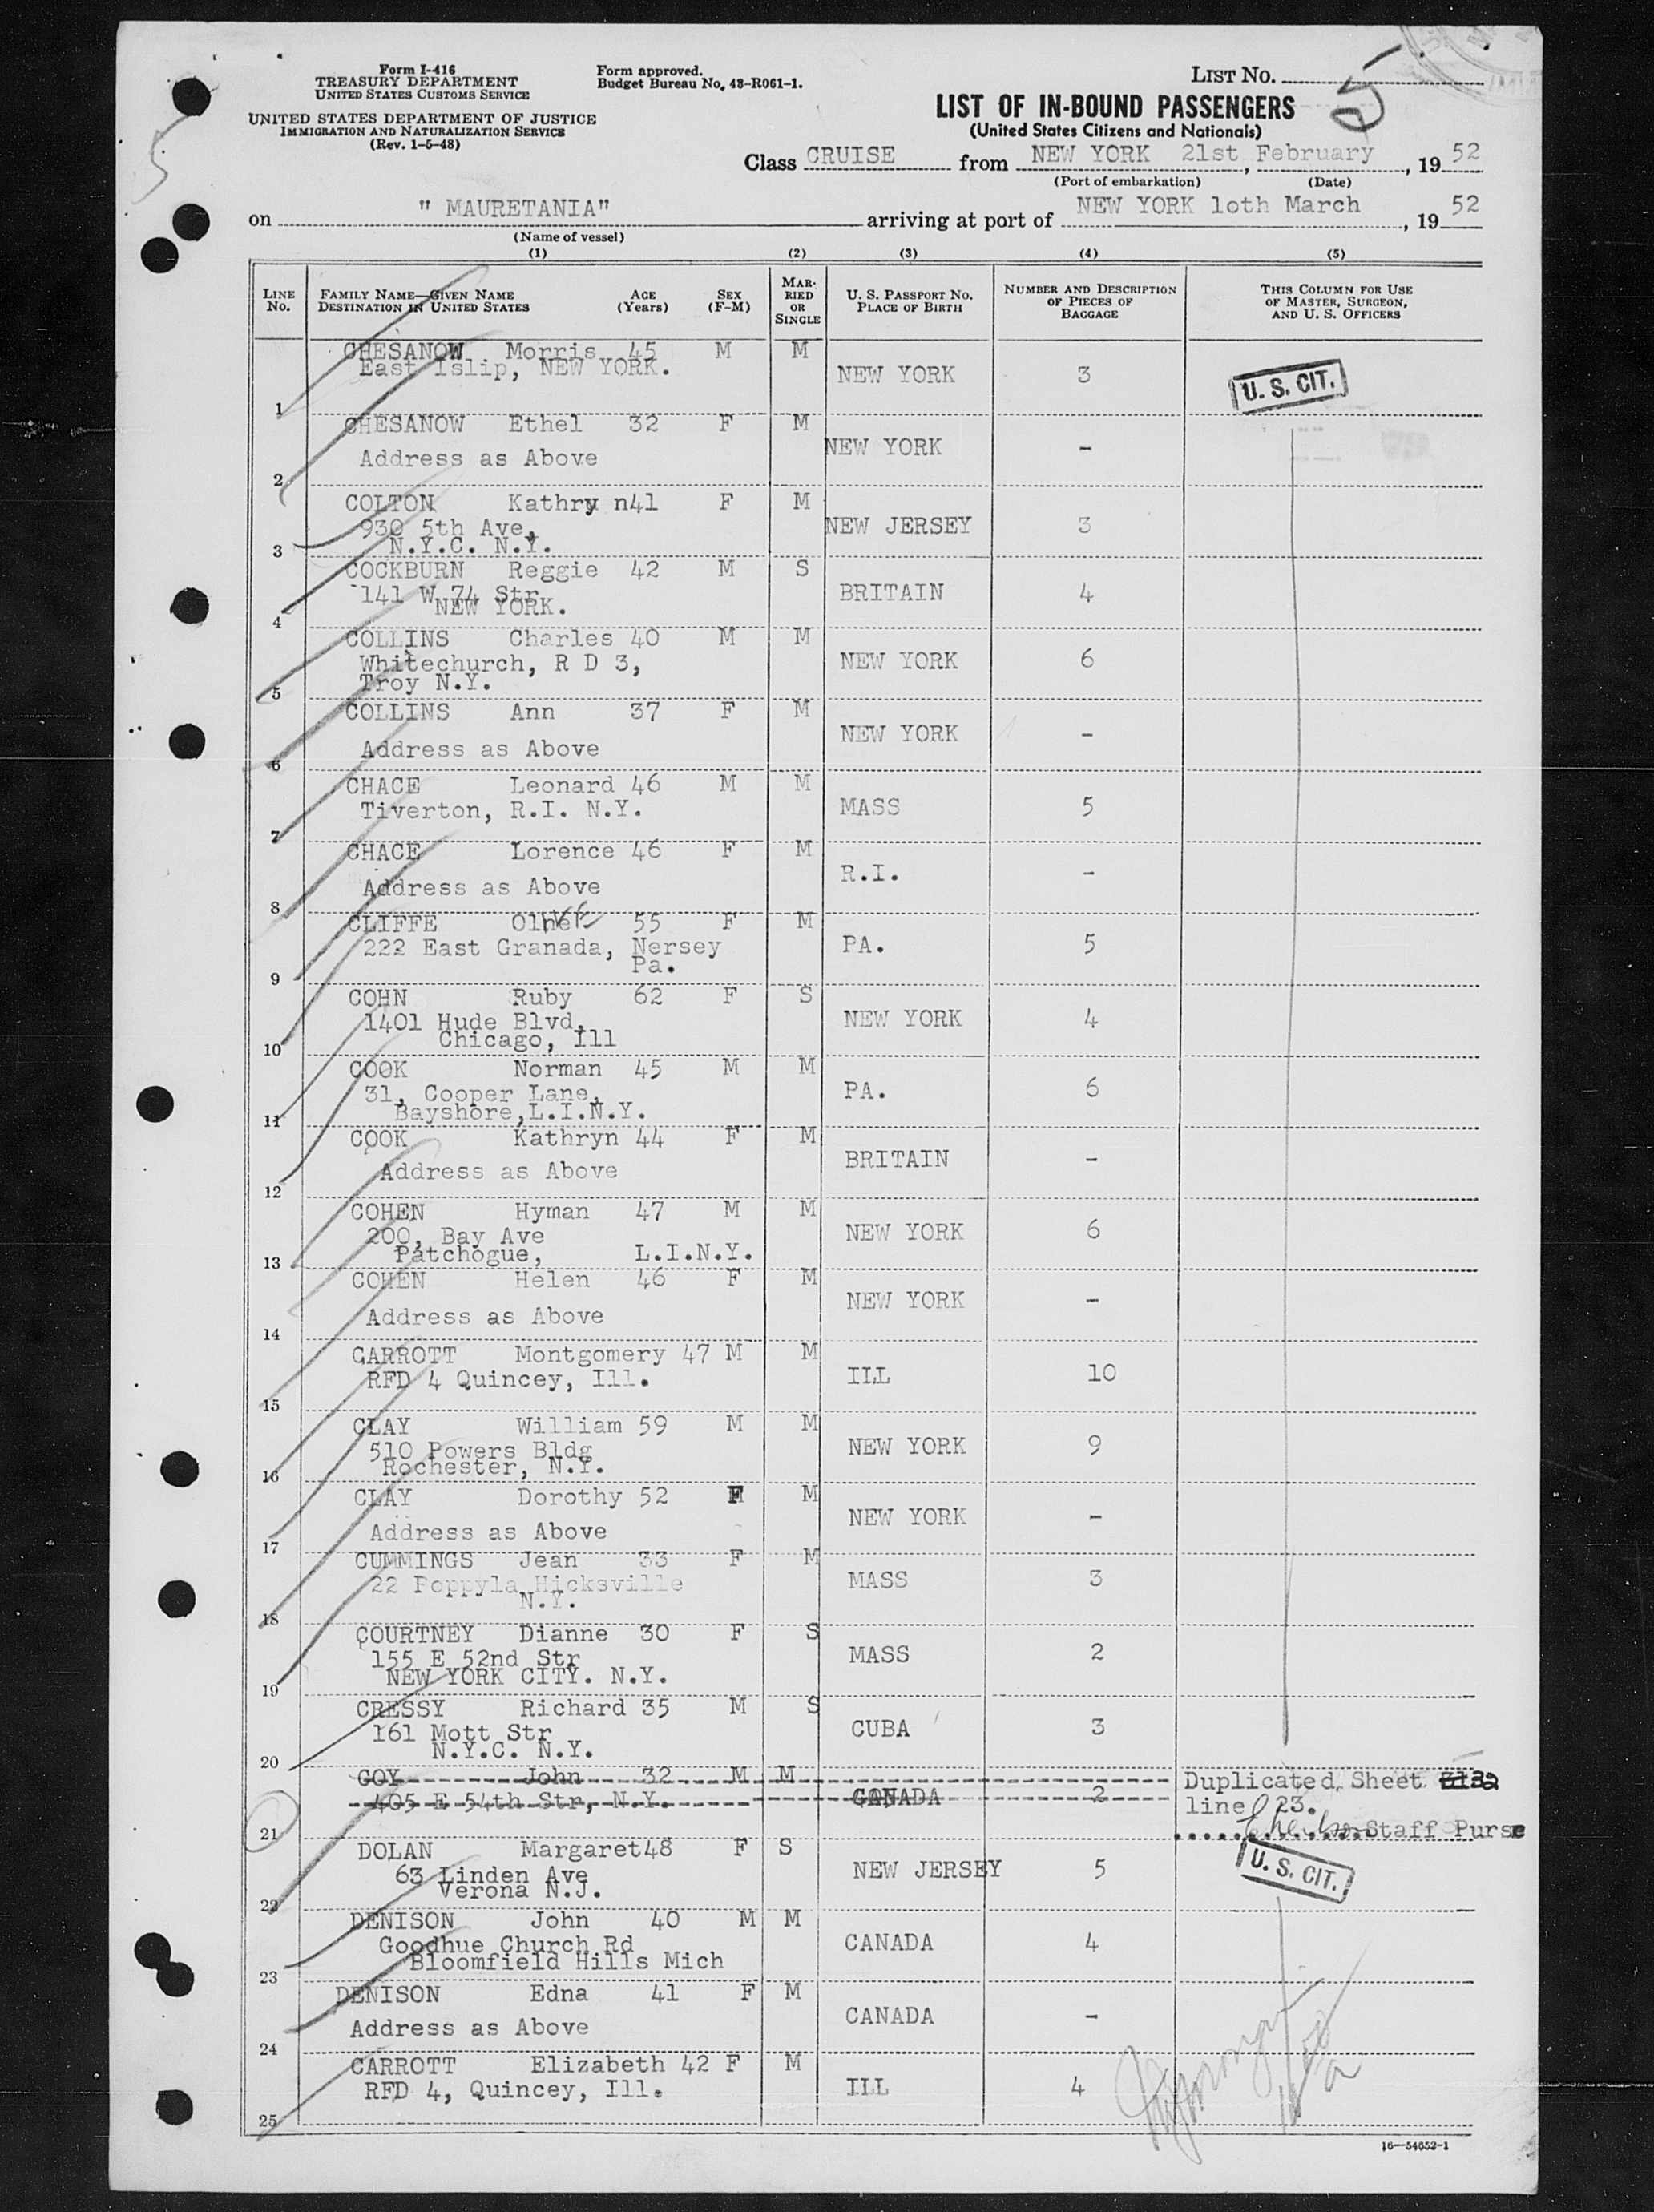 Form I-416
TREASURY DEPARTMENT
UNITED STATES CUSTOMS SERVICE
UNITED STATES DEPARTMENT OF JUSTICE
IMMIGRATION AND NATURALIZATION SERVICE
(Rev. 1-5-48)
Form approved.
Budget Bureau No. 43-R061-1.
LIST NO.
LIST OF IN-BOUND PASSENGERS
(United States Citizens and Nationals)
Class CRUISE from NEW YORK 21st February, 19 52
(Port of embarkation) (Date)
on " MAURETANIA" arriving at port of NEW YORK 1oth March, 19 52
(Name of vessel)
(1) (2) (3) (4) (5)
LINE NO.
FAMILY NAME—GIVEN NAME
DESTINATION IN UNITED STATES
AGE (Years)
SEX (F-M)
MARRIED OR SINGLE
U. S. PASSPORT NO.
PLACE OF BIRTH
NUMBER AND DESCRIPTION OF PIECES OF BAGGAGE
THIS COLUMN FOR USE OF MASTER, SURGEON, AND U. S. OFFICERS
CHESANOW Morris 45 M M
East Islip, NEW YORK.
1 NEW YORK 3 U. S. CIT.
CHESANOW Ethel 32 F M
Address as Above
2 NEW YORK -
COLTON Kathry n41 F M
930 5th Ave,
N.Y.C. N.Y.
3 NEW JERSEY 3
COCKBURN Reggie 42 M S
141 W 74 Str
NEW YORK.
4 BRITAIN 4
COLLINS Charles 40 M M
Whitechurch, R D 3,
Troy N.Y.
5 NEW YORK 6
COLLINS Ann 37 F M
Address as Above
6 NEW YORK -
CHACE Leonard 46 M M
Tiverton, R.I. N.Y.
7 MASS 5
CHACE Lorence 46 F M
Address as Above
8 R.I. -
CLIFFE 55 F M
222 East Granada, Nersey
Pa.
9 PA. 5
COHN Ruby 62 F S
1401 Hude Blvd,
Chicago, Ill
10 NEW YORK 4
COOK Norman 45 M M
31, Cooper Lane,
Bayshore,L.I.N.Y.
11 PA. 6
COOK Kathryn 44 F M
Address as Above
12 BRITAIN -
COHEN Hyman 47 M M
200, Bay Ave
Patchogue, L.I.N.Y.
13 NEW YORK 6
COHEN Helen 46 F M
Address as Above
14 NEW YORK -
CARROTT Montgomery 47 M M
RFD 4 Quincey, Ill.
15 ILL 10
CLAY William 59 M M
510 Powers Bldg
Rochester, N.Y.
16 NEW YORK 9
CLAY Dorothy 52 F M
Address as Above
17 NEW YORK -
CUMMINGS Jean 33 F M
22 Poppyla Hicksville
N.Y.
18 MASS 3
COURTNEY Dianne 30 F S
155 E 52nd Str
NEW YORK CITY. N.Y.
19 MASS 2
CRESSY Richard 35 M S
161 Mott Str
N.Y.C. N.Y.
20 CUBA 3
COY John 32 M M
405 E 54th Str, N.Y.
21 CANADA 2
Duplicated, Sheet
line 23.
Staff Purse
DOLAN Margaret48 F S
63 Linden Ave
Verona N.J.
22 NEW JERSEY 5 U. S. CIT.
DENISON John 40 M M
Goodhue Church Rd
Bloomfield Hills Mich
23 CANADA 4
DENISON Edna 41 F M
Address as Above
24 CANADA -
CARROTT Elizabeth 42 F M
RFD 4, Quincey, Ill.
25 ILL 4
16—54652-1